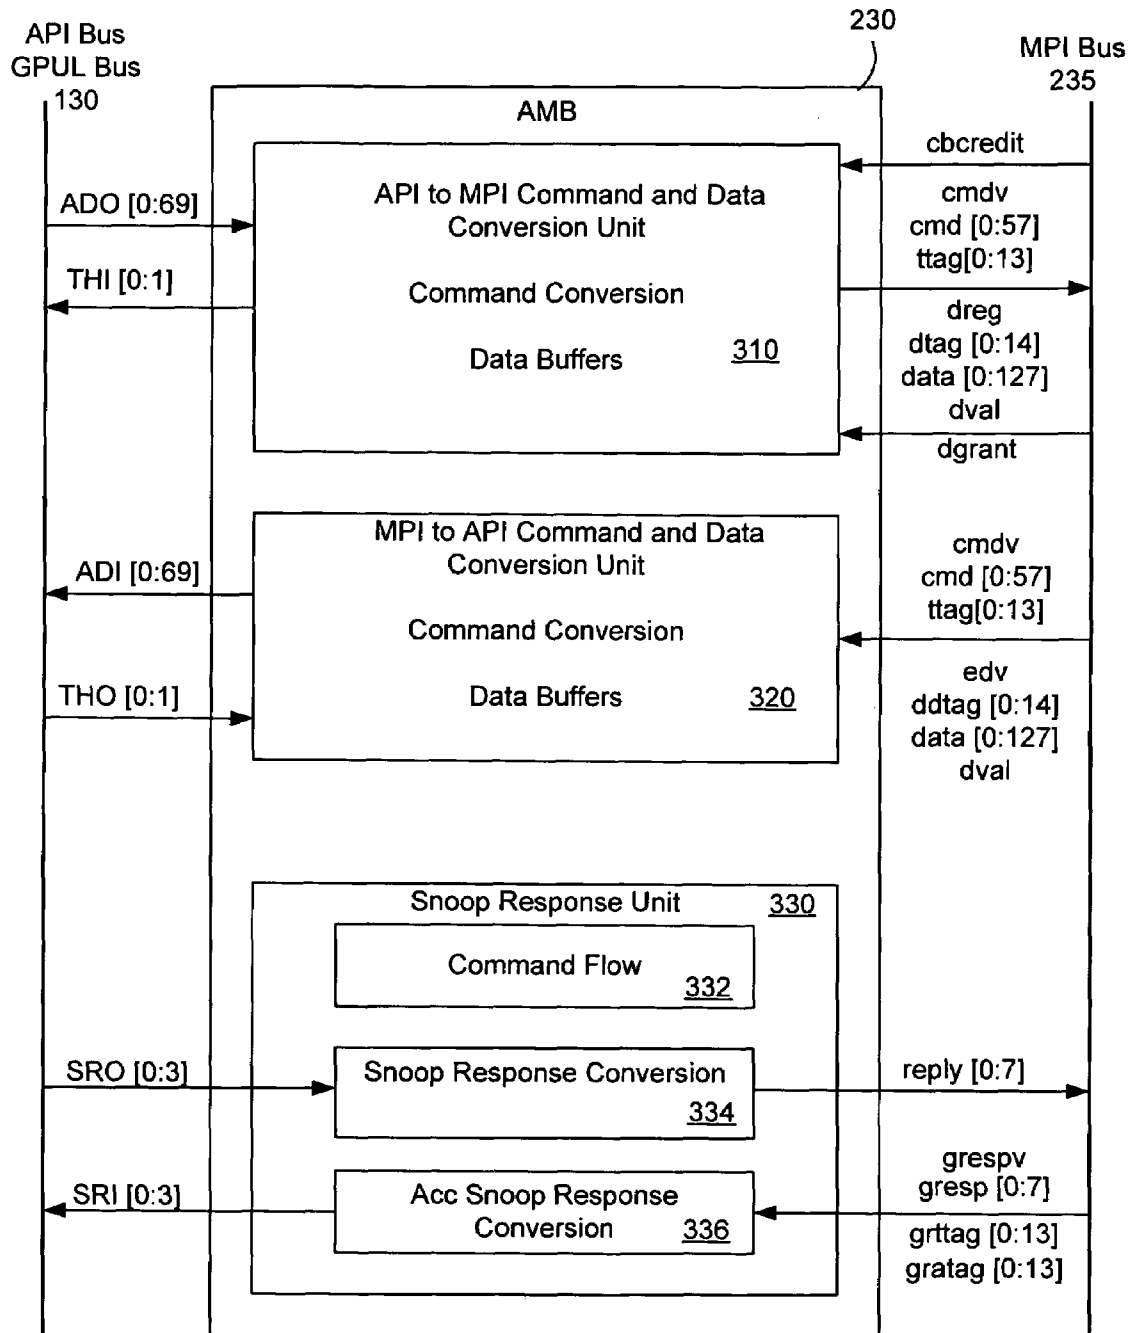 230
API Bus
GPUL Bus
130
MPI Bus
235
AMB
cbcredit
ADO [0:69]
API to MPI Command and Data
Conversion Unit
cmdv
cmd [0:57]
ttag[0:13]
THI [0:1]
Command Conversion
Data Buffers
310
dreg
dtag [0:14]
data [0:127]
dval
dgrant
MPI to API Command and Data
Conversion Unit
ADI [0:69]
cmdv
cmd [0:57]
ttag[0:13]
Command Conversion
THO [0:1]
Data Buffers
320
edv
ddtag [0:14]
data [0:127]
dval
Snoop Response Unit
330
Command Flow
332
SRO [0:3]
Snoop Response Conversion
334
reply [0:7]
SRI [0:3]
Acc Snoop Response
Conversion
336
grespv
gresp [0:7]
grttag [0:13]
gratag [0:13]